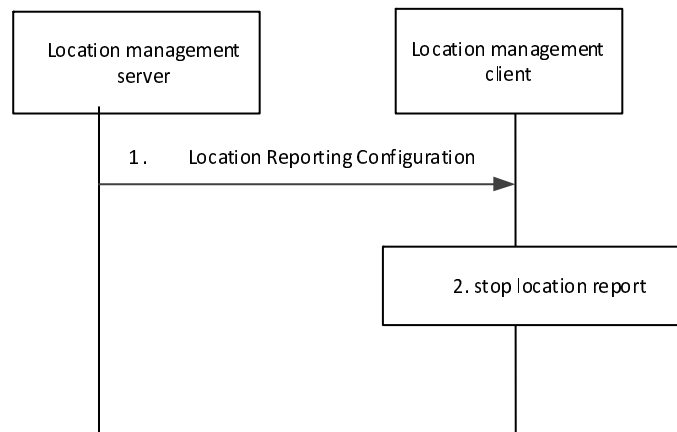 Location management
server
Location management
client
1. Location Reporting Configuration
2. stop location report